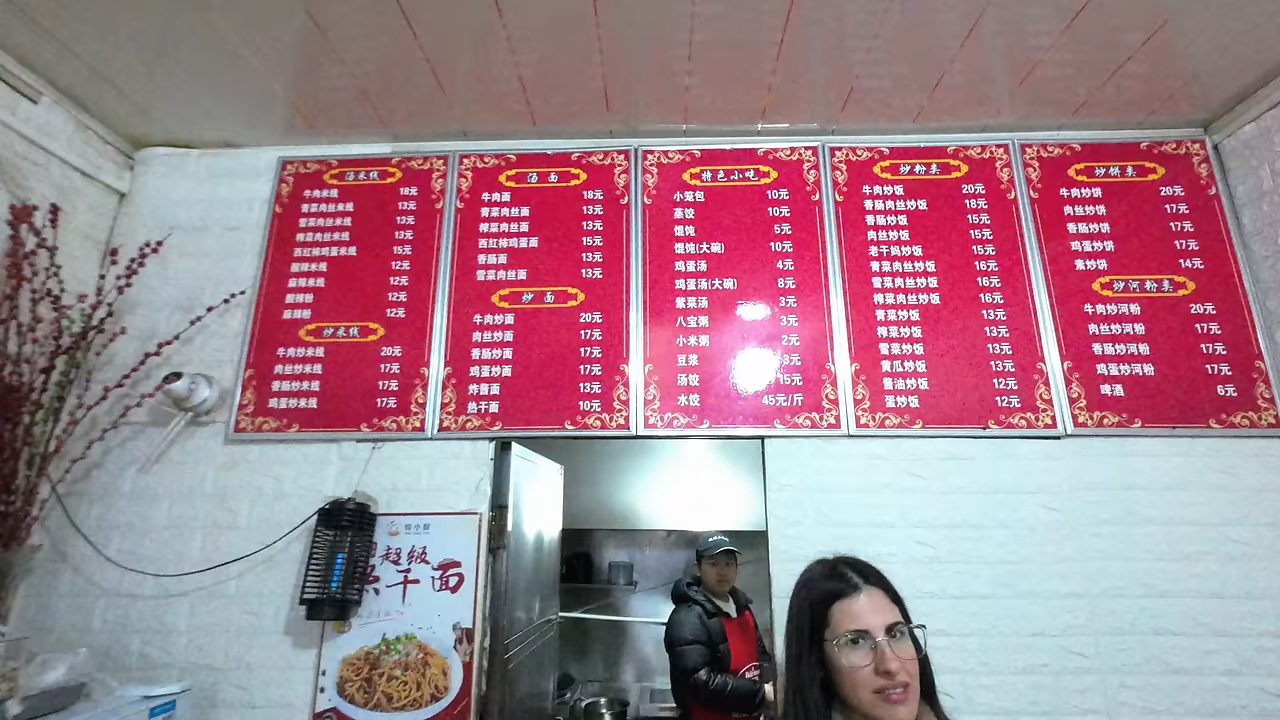 汤米线
牛肉米线 18元
青菜肉丝米线 13元
雪菜肉丝米线 13元
榨菜肉丝米线 13元
西红柿鸡蛋米线 15元
酸辣米线 12元
麻辣米线 12元
酸辣粉 12元
麻辣粉 12元
炒米线
牛肉炒米线 20元
肉丝炒米线 17元
香肠炒米线 17元
鸡蛋炒米线 17元
汤面
牛肉面 18元
青菜肉丝面 13元
榨菜肉丝面 13元
西红柿鸡蛋面 15元
香肠面 13元
雪菜肉丝面 13元
炒面
牛肉炒面 20元
肉丝炒面 17元
香肠炒面 17元
鸡蛋炒面 17元
炸酱面 13元
热干面 10元
特色小吃
小笼包 10元
蒸饺 10元
馄饨 5元
馄饨(大碗) 10元
鸡蛋汤 4元
鸡蛋汤(大碗) 8元
紫菜汤 3元
八宝粥 3元
小米粥 2元
豆浆 3元
汤饺 15元
水饺 45元/斤
炒粉类
牛肉炒饭 20元
香肠肉丝炒饭 18元
香肠炒饭 15元
肉丝炒饭 15元
老干妈炒饭 15元
青菜肉丝炒饭 16元
雪菜肉丝炒饭 16元
榨菜肉丝炒饭 16元
青菜炒饭 13元
榨菜炒饭 13元
雪菜炒饭 13元
黄瓜炒饭 13元
酱油炒饭 12元
蛋炒饭 12元
炒饼类
牛肉炒饼 20元
肉丝炒饼 17元
香肠炒饼 17元
鸡蛋炒饼 17元
素炒饼 14元
炒河粉类
牛肉炒河粉 20元
肉丝炒河粉 17元
香肠炒河粉 17元
鸡蛋炒河粉 17元
啤酒 6元
小厨
超级
干面